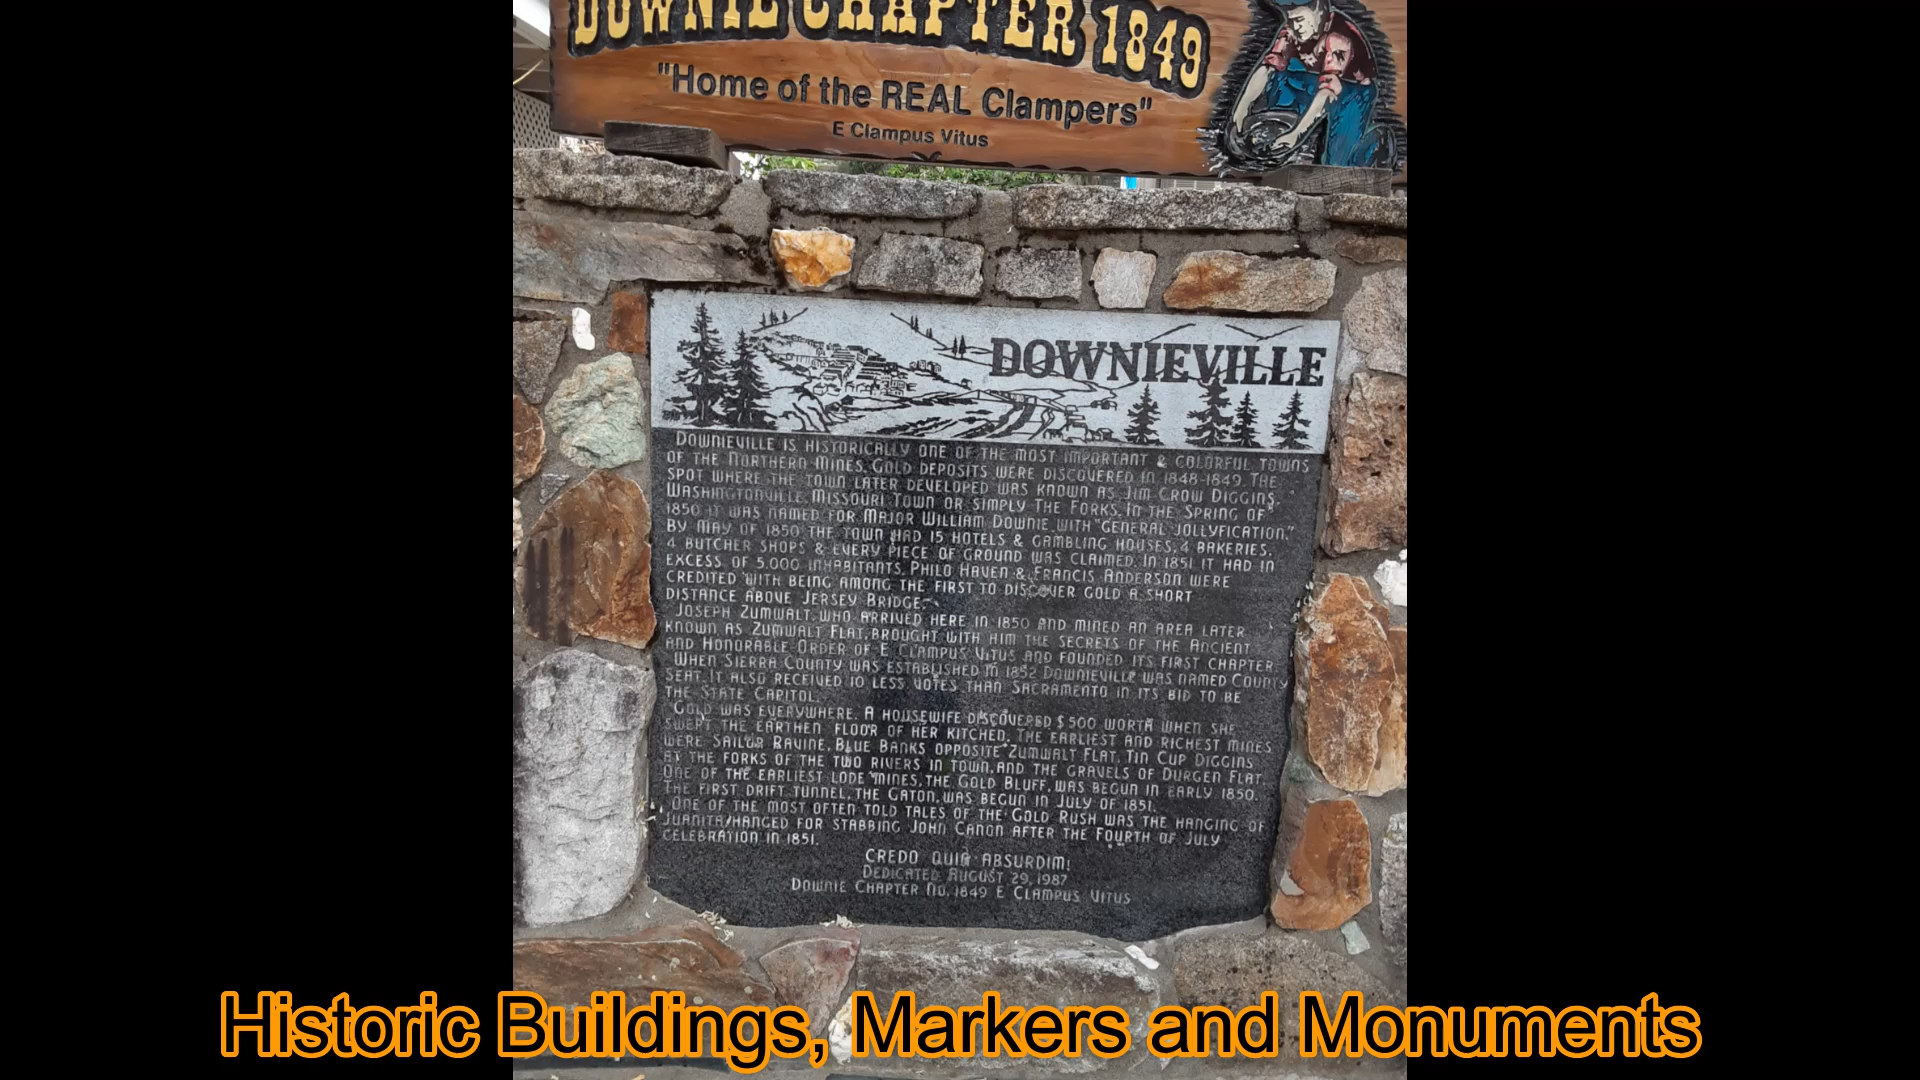 DOWNIE CHAPTER 1849
"Home of the REAL Clampers"
E Clampus Vitus
DOWNIEVILLE
DOWNIEVILLE IS HISTORICALLY ONE OF THE MOST IMPORTANT & COLORFUL TOWNS
OF THE NORTHERN MINES. GOLD DEPOSITS WERE DISCOVERED IN 1848-1849. THE
SPOT WHERE THE TOWN LATER DEVELOPED WAS KNOWN AS JIM CROW DIGGINS,
WASHINGTONVILLE, MISSOURI TOWN OR SIMPLY THE FORKS. IN THE SPRING OF
1850 IT WAS NAMED FOR MAJOR WILLIAM DOWNIE WITH "GENERAL JOLLYFICATION."
BY MAY OF 1850 THE TOWN HAD 15 HOTELS & GAMBLING HOUSES, 4 BAKERIES,
4 BUTCHER SHOPS & EVERY PIECE OF GROUND WAS CLAIMED. IN 1851 IT HAD IN
EXCESS OF 5,000 INHABITANTS. PHILO HAVEN & FRANCIS ANDERSON WERE
CREDITED WITH BEING AMONG THE FIRST TO DISCOVER GOLD A SHORT
DISTANCE ABOVE JERSEY BRIDGE.
JOSEPH ZUMWALT, WHO ARRIVED HERE IN 1850 AND MINED AN AREA LATER
KNOWN AS ZUMWALT FLAT, BROUGHT WITH HIM THE SECRETS OF THE ANCIENT
AND HONORABLE ORDER OF E CLAMPUS VITUS AND FOUNDED ITS FIRST CHAPTER.
WHEN SIERRA COUNTY WAS ESTABLISHED IN 1852 DOWNIEVILLE WAS NAMED COUNTY
SEAT. IT ALSO RECEIVED 10 LESS VOTES THAN SACRAMENTO IN ITS BID TO BE
THE STATE CAPITOL.
GOLD WAS EVERYWHERE. A HOUSEWIFE DISCOVERED $500 WORTH WHEN SHE
SWEPT THE EARTHEN FLOOR OF HER KITCHED. THE EARLIEST AND RICHEST MINES
WERE SAILOR RAVINE, BLUE BANKS OPPOSITE ZUMWALT FLAT, TIN CUP DIGGINS
AT THE FORKS OF THE TWO RIVERS IN TOWN, AND THE GRAVELS OF DURGEN FLAT.
ONE OF THE EARLIEST LODE MINES, THE GOLD BLUFF, WAS BEGUN IN EARLY 1850.
THE FIRST DRIFT TUNNEL, THE GATON, WAS BEGUN IN JULY OF 1851.
ONE OF THE MOST OFTEN TOLD TALES OF THE GOLD RUSH WAS THE HANGING OF
JUANITA/HANGED FOR STABBING JOHN CANON AFTER THE FOURTH OF JULY
CELEBRATION IN 1851.
CREDO QUIA ABSURDIM!
DEDICATED AUGUST 29, 1987
DOWNIE CHAPTER NO. 1849 E CLAMPUS VITUS
Historic Buildings, Markers and Monuments